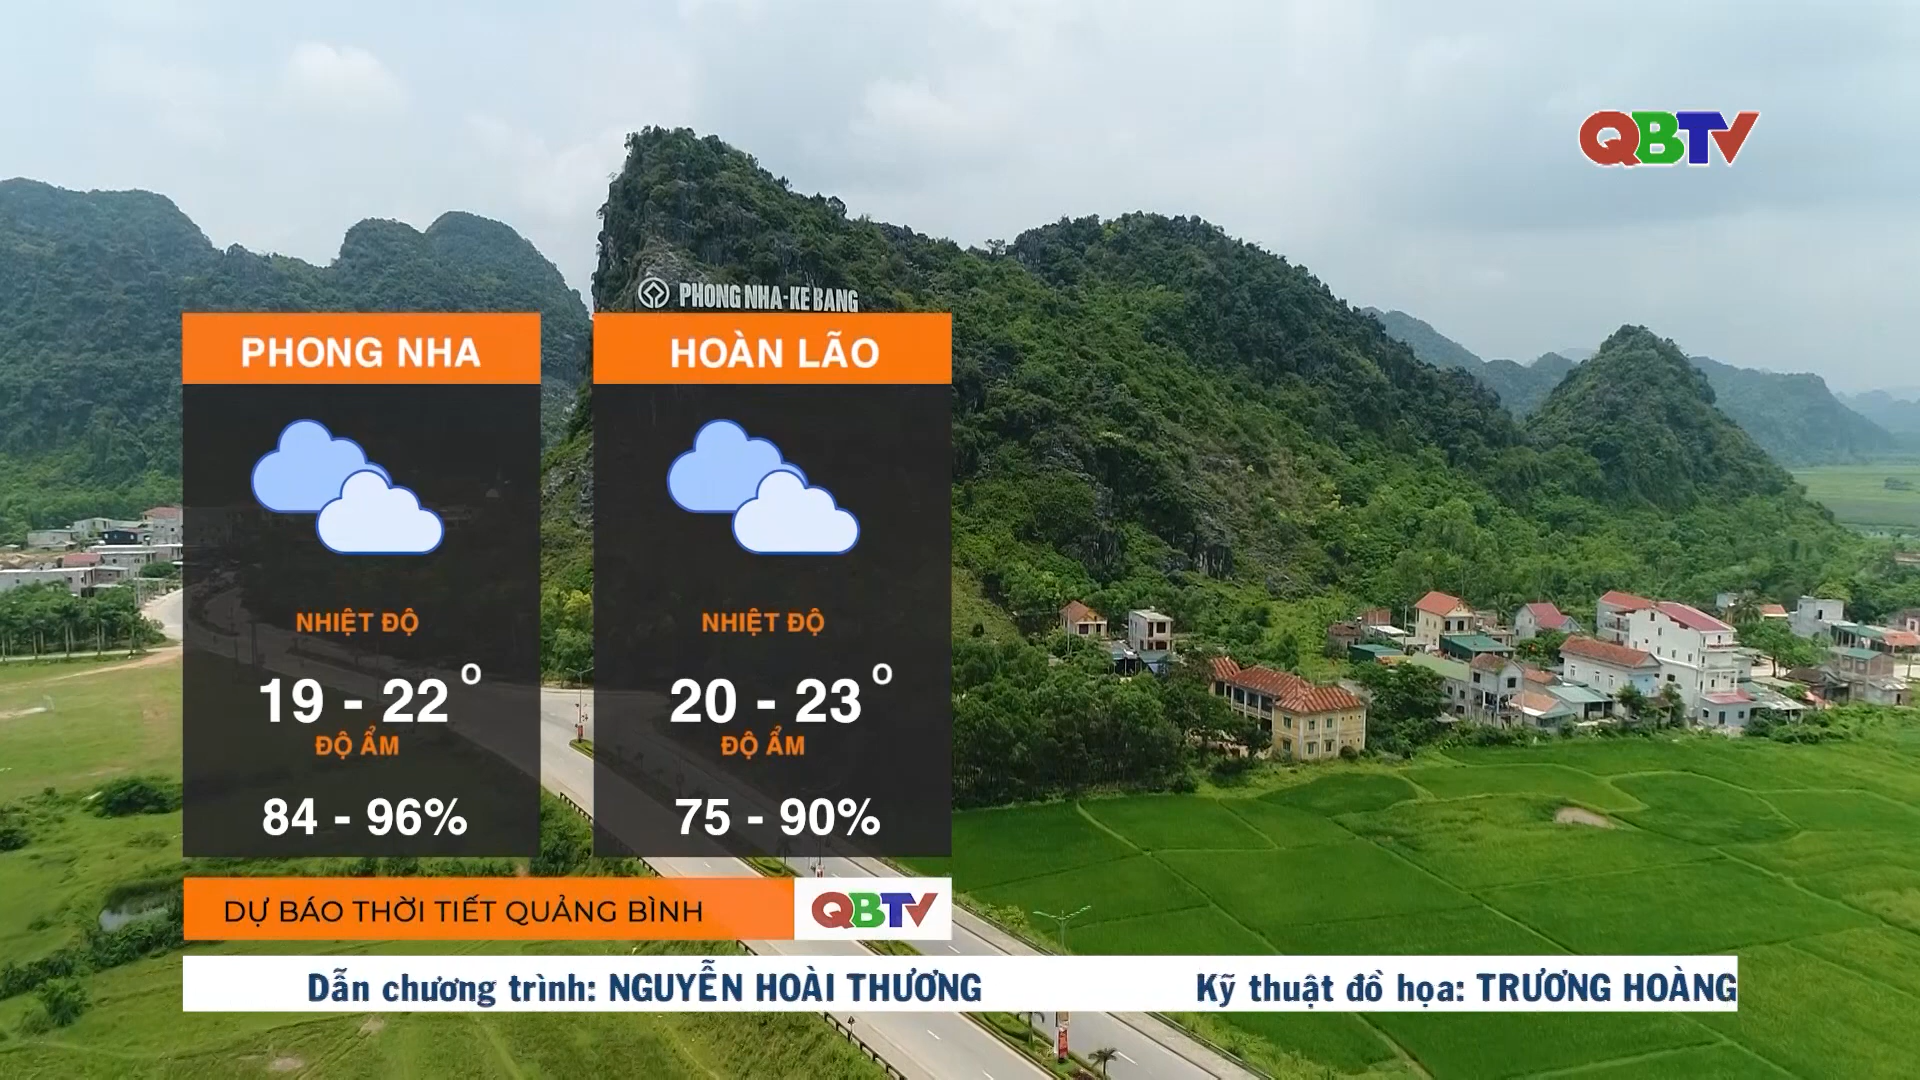 QBTV
PHONG NHA-KE BANG
PHONG NHA
NHIỆT ĐỘ
19 - 22°
ĐỘ ẨM
84 - 96%
HOÀN LÃO
NHIỆT ĐỘ
20 - 23°
ĐỘ ẨM
75 - 90%
DỰ BÁO THỜI TIẾT QUẢNG BÌNH
QBTV
Dẫn chương trình: NGUYỄN HOÀI THƯƠNG
Kỹ thuật đồ họa: TRƯƠNG HOÀNG